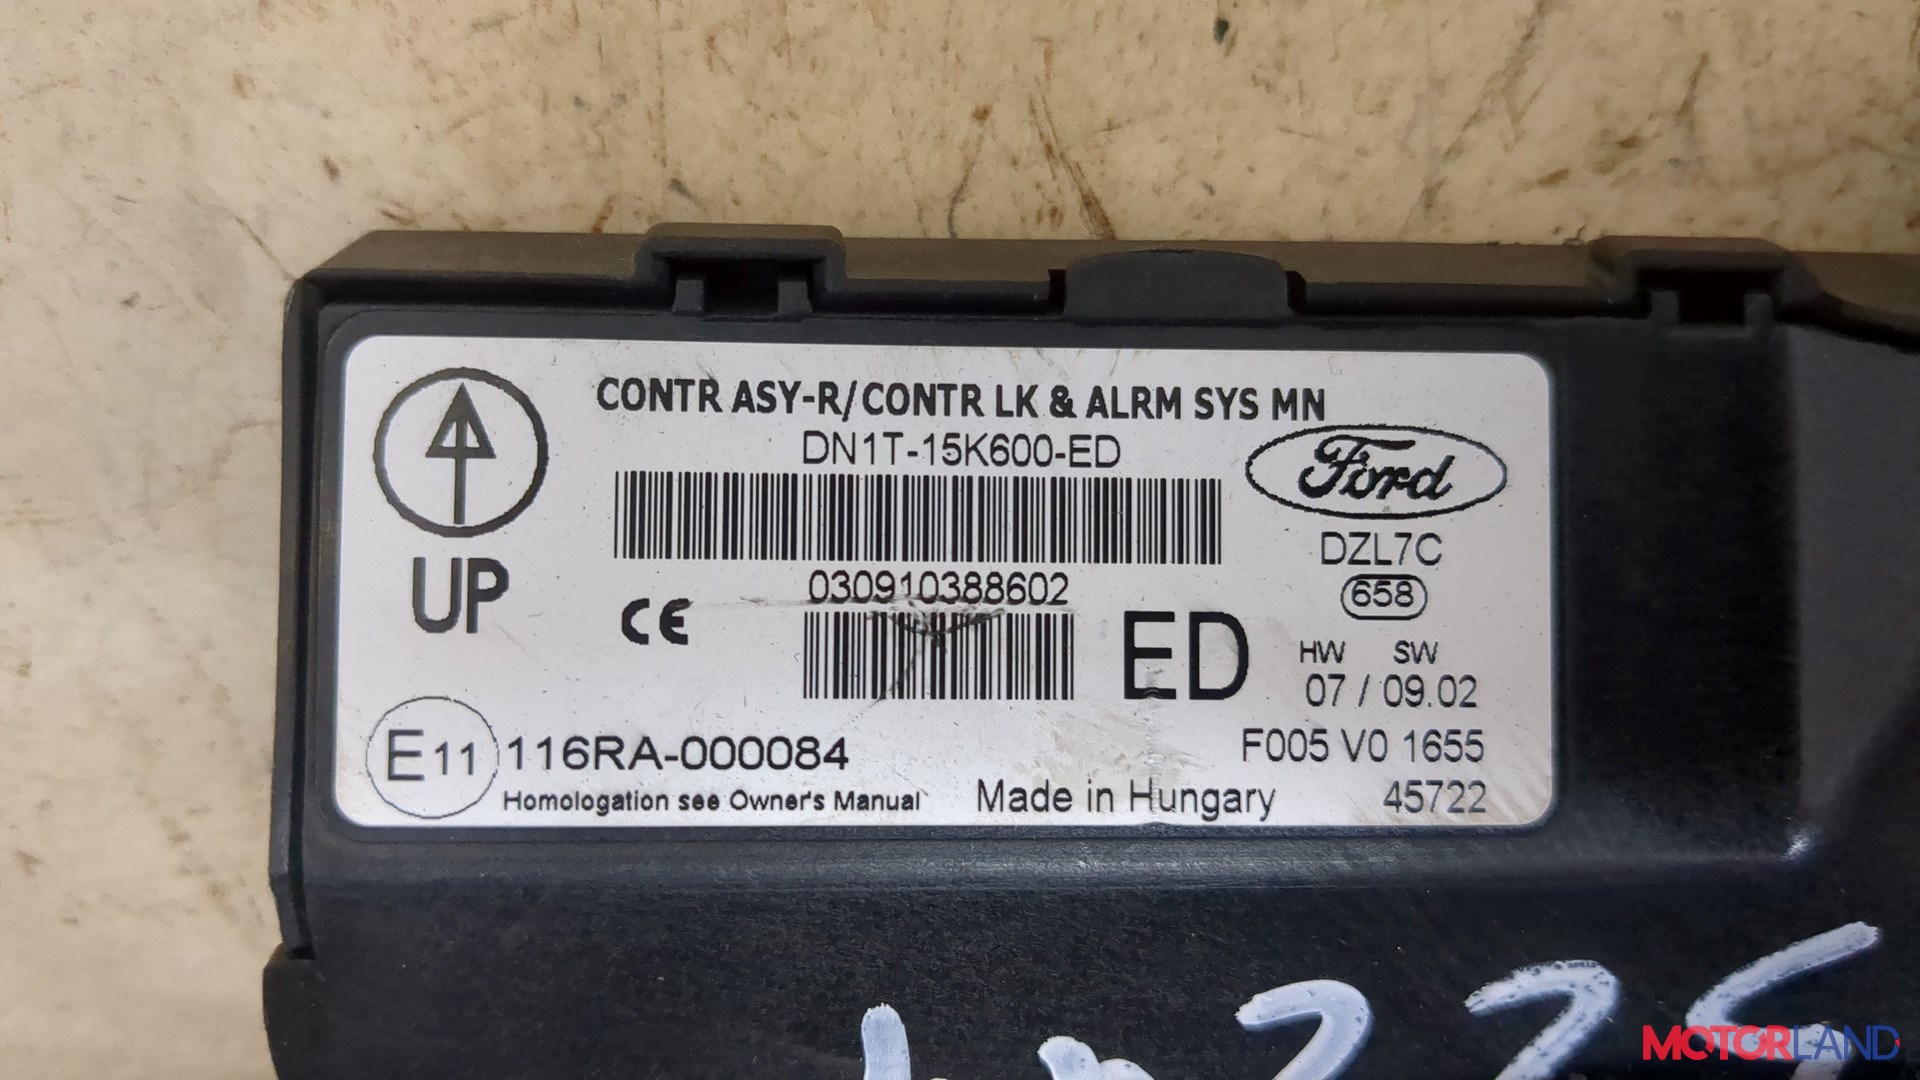 CONTR ASY-R/CONTR LK & ALRM SYS MN
DN1T-15K600-ED
Ford
DZL7C
658
UP
030910388602
CE
ED
HW SW
07 / 09.02
E11 116RA-000084
F005 V0 1655
Homologation see Owner's Manual
Made in Hungary
45722
MOTORLAND